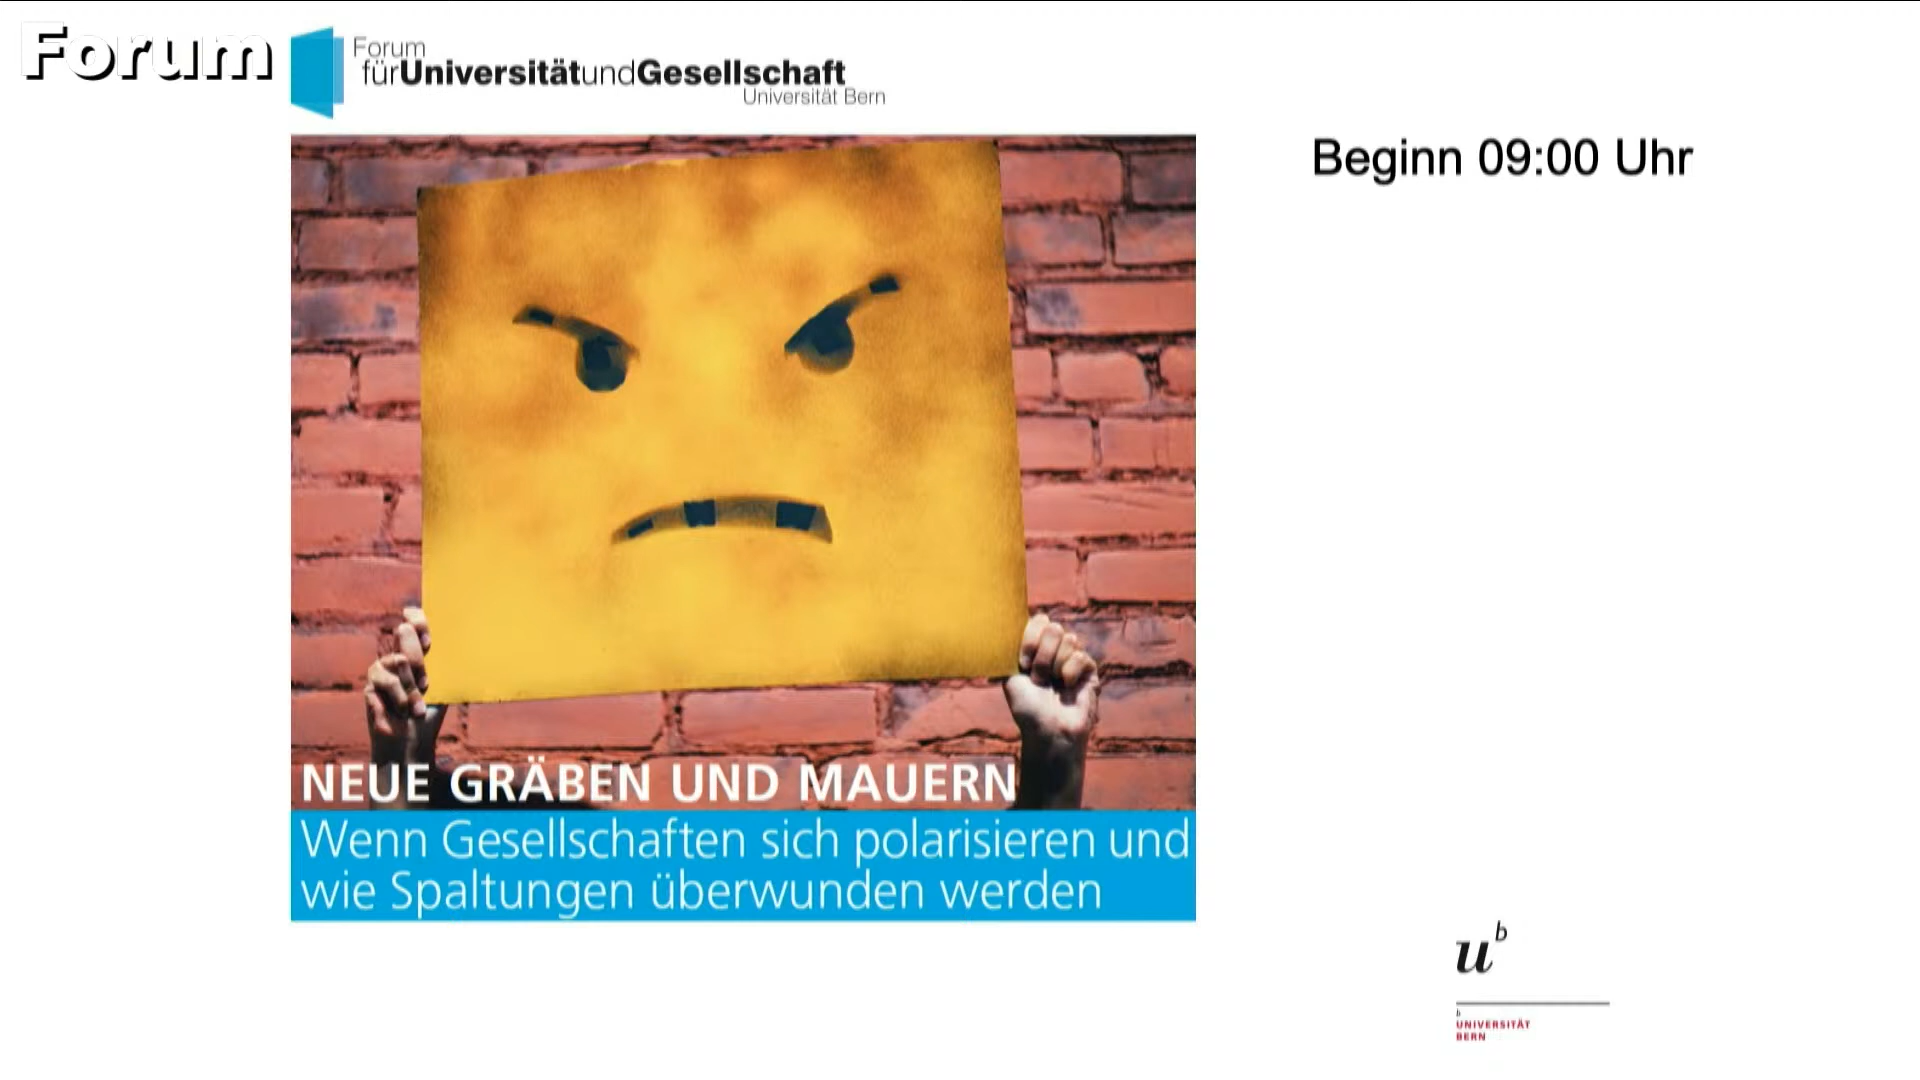 Forum
Forum
fürUniversitätundGesellschaft
Universität Bern
Beginn 09:00 Uhr
NEUE GRÄBEN UND MAUERN
Wenn Gesellschaften sich polarisieren und
wie Spaltungen überwunden werden
u b
b
UNIVERSITÄT
BERN